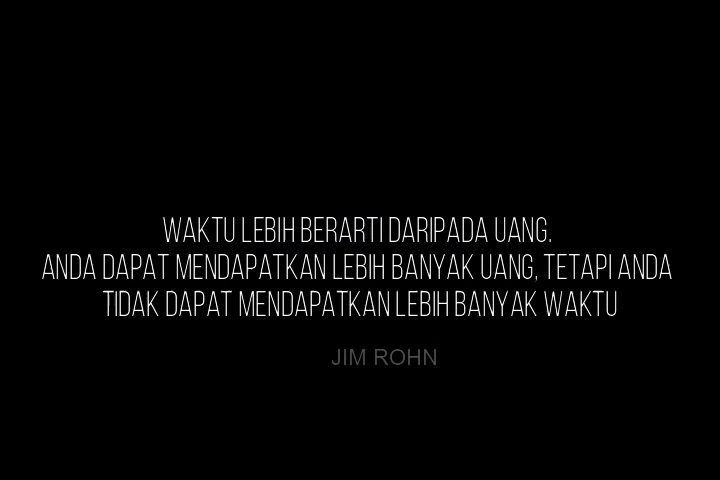 WAKTU LEBIH BERARTI DARIPADA UANG.
ANDA DAPAT MENDAPATKAN LEBIH BANYAK UANG, TETAPI ANDA
TIDAK DAPAT MENDAPATKAN LEBIH BANYAK WAKTU
JIM ROHN